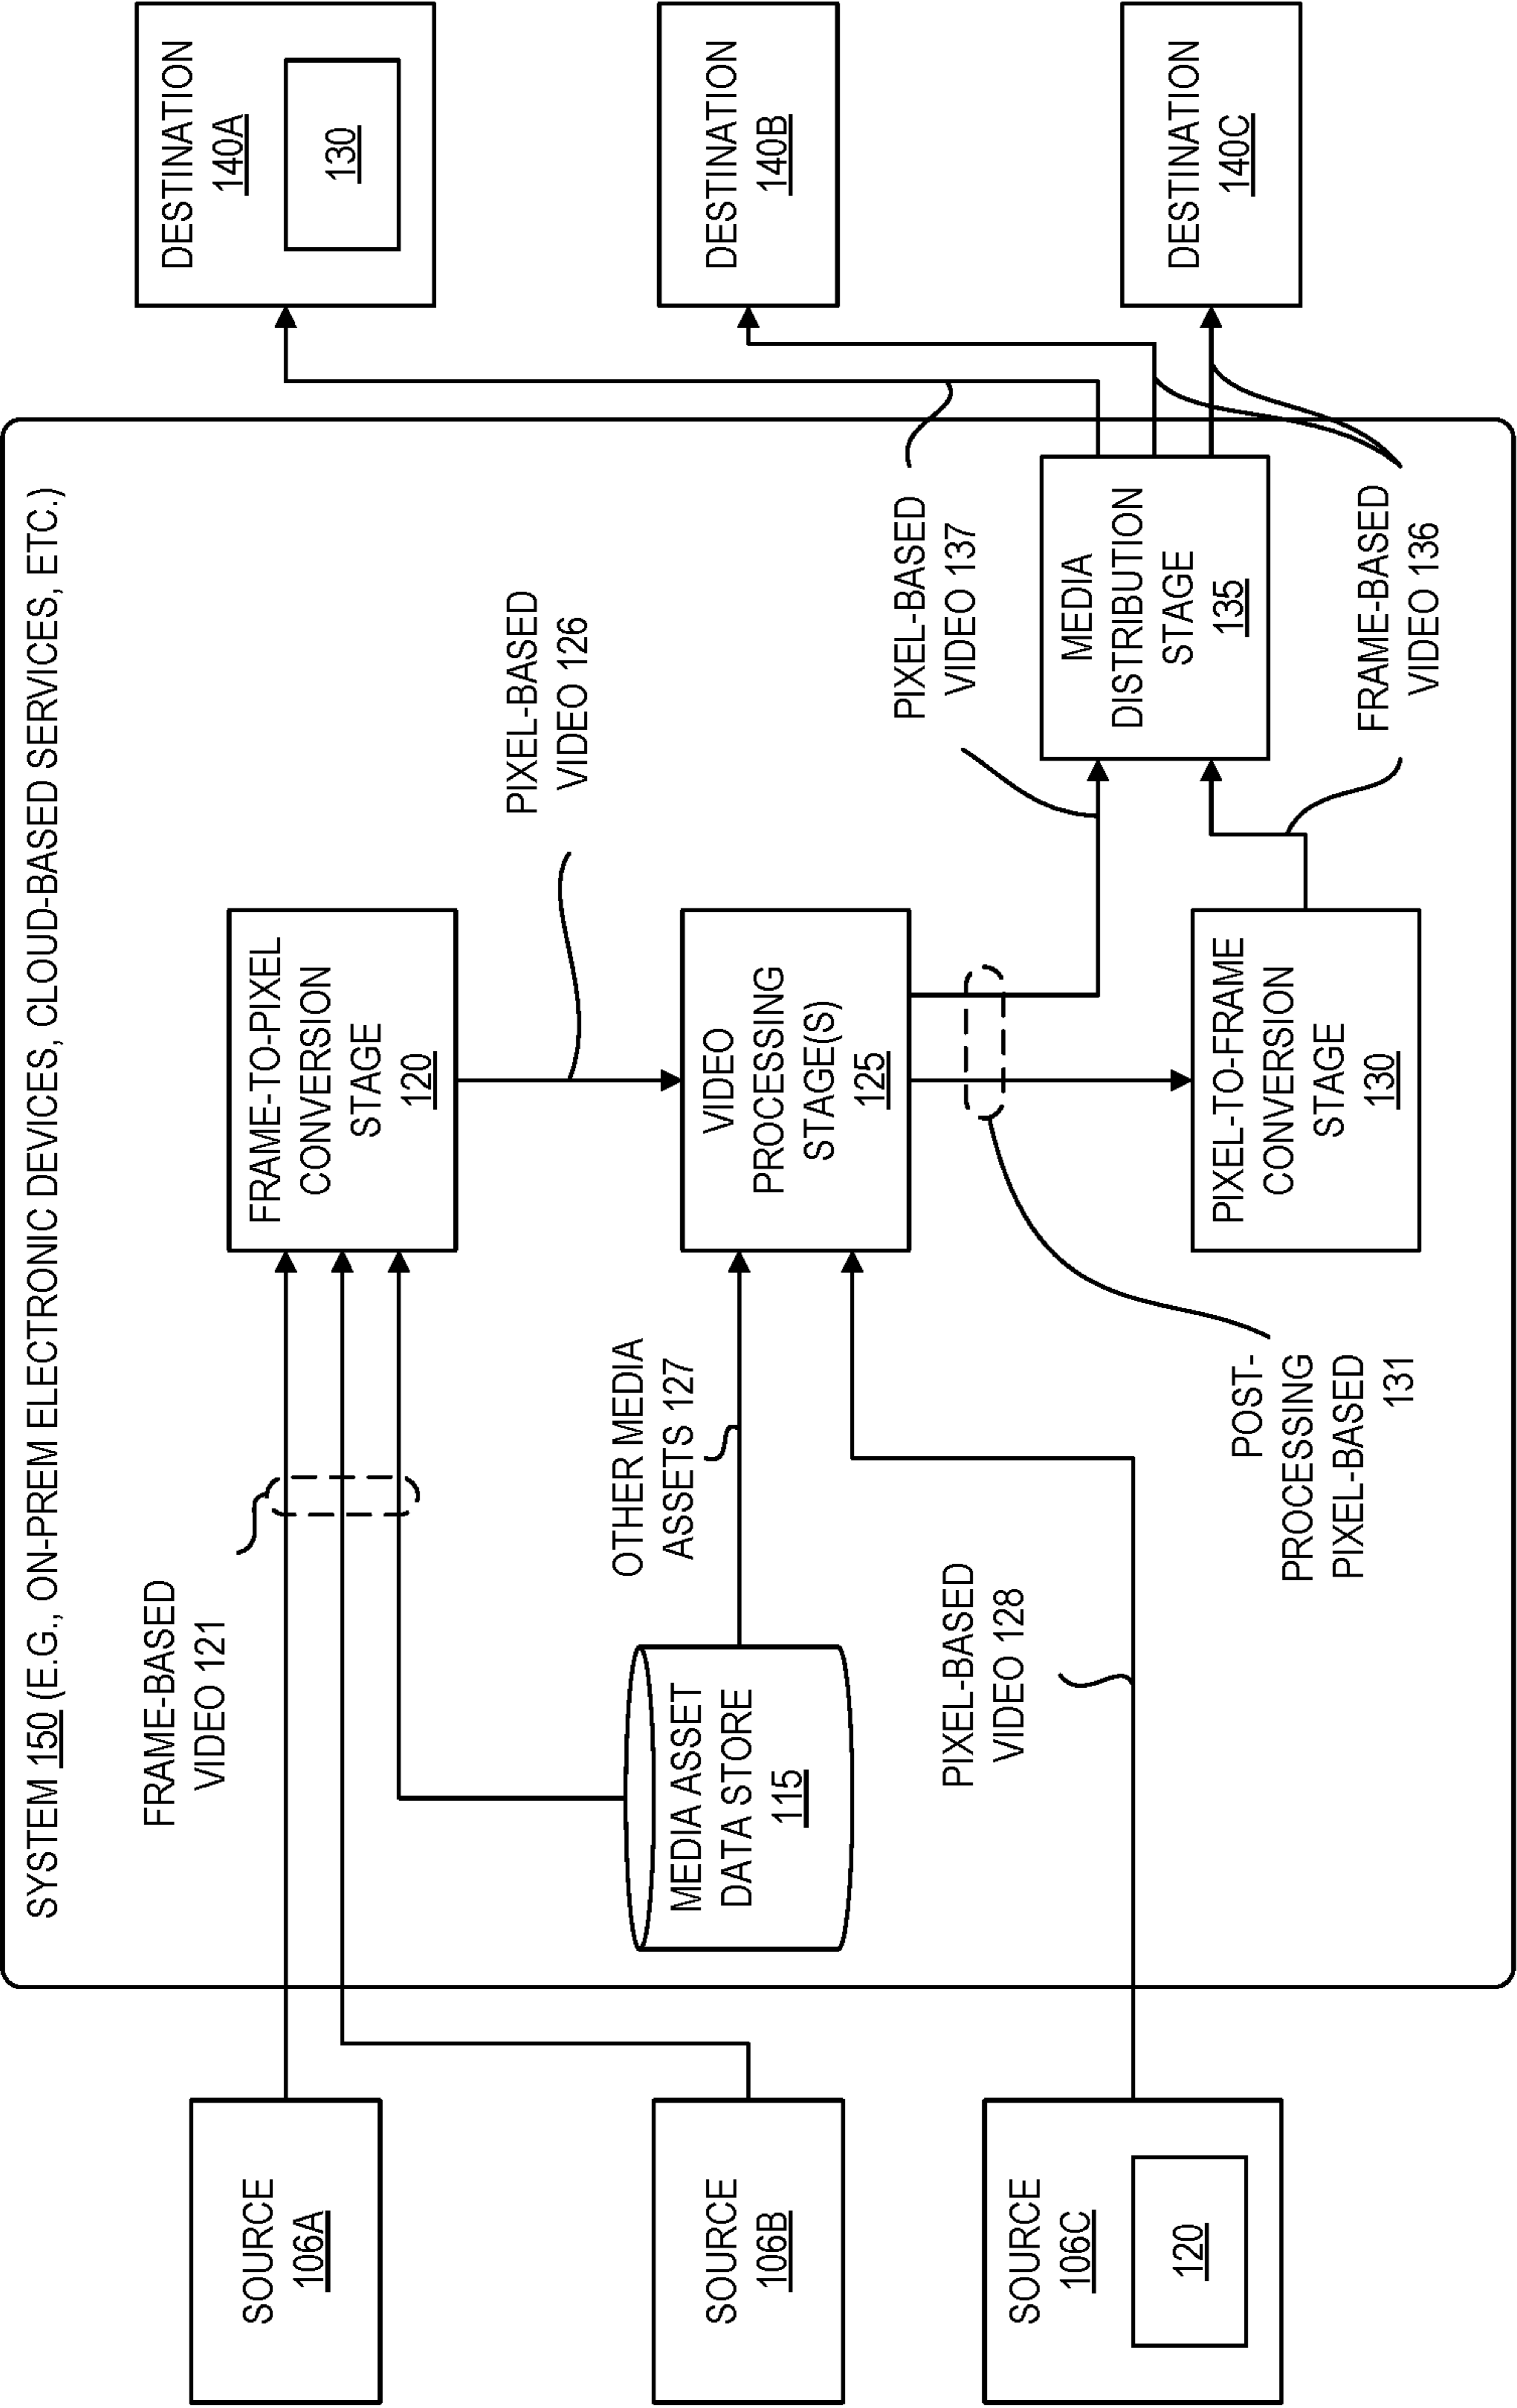 SYSTEM 150 (E.G., ON-PREM ELECTRONIC DEVICES, CLOUD-BASED SERVICES, ETC.)
SOURCE
106A
SOURCE
106B
SOURCE
106C
120
FRAME-BASED
VIDEO 121
MEDIA ASSET
DATA STORE
115
OTHER MEDIA
ASSETS 127
PIXEL-BASED
VIDEO 128
FRAME-TO-PIXEL
CONVERSION
STAGE
120
PIXEL-BASED
VIDEO 126
VIDEO
PROCESSING
STAGE(S)
125
POST-
PROCESSING
PIXEL-BASED
131
PIXEL-TO-FRAME
CONVERSION
STAGE
130
PIXEL-BASED
VIDEO 137
MEDIA
DISTRIBUTION
STAGE
135
FRAME-BASED
VIDEO 136
DESTINATION
140A
130
DESTINATION
140B
DESTINATION
140C